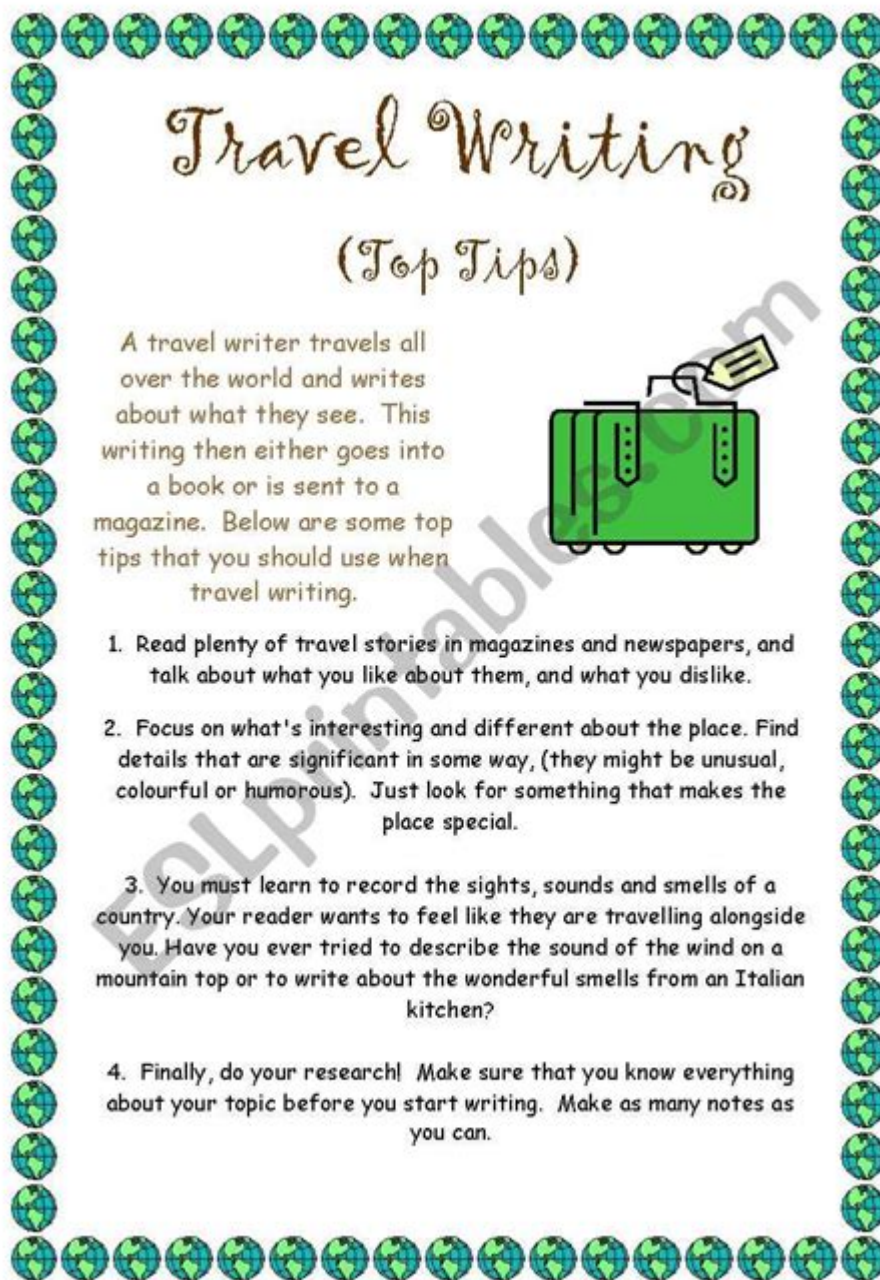 Travel Writing
(Top Tips)
A travel writer travels all
over the world and writes
about what they see.  This
writing then either goes into
a book or is sent to a
magazine.  Below are some top
tips that you should use when
travel writing.
1.  Read plenty of travel stories in magazines and newspapers, and
talk about what you like about them, and what you dislike.
2.  Focus on what's interesting and different about the place. Find
details that are significant in some way, (they might be unusual,
colourful or humorous).  Just look for something that makes the
place special.
3.  You must learn to record the sights, sounds and smells of a
country. Your reader wants to feel like they are travelling alongside
you. Have you ever tried to describe the sound of the wind on a
mountain top or to write about the wonderful smells from an Italian
kitchen?
4.  Finally, do your research!  Make sure that you know everything
about your topic before you start writing.  Make as many notes as
you can.
ESLprintables.com